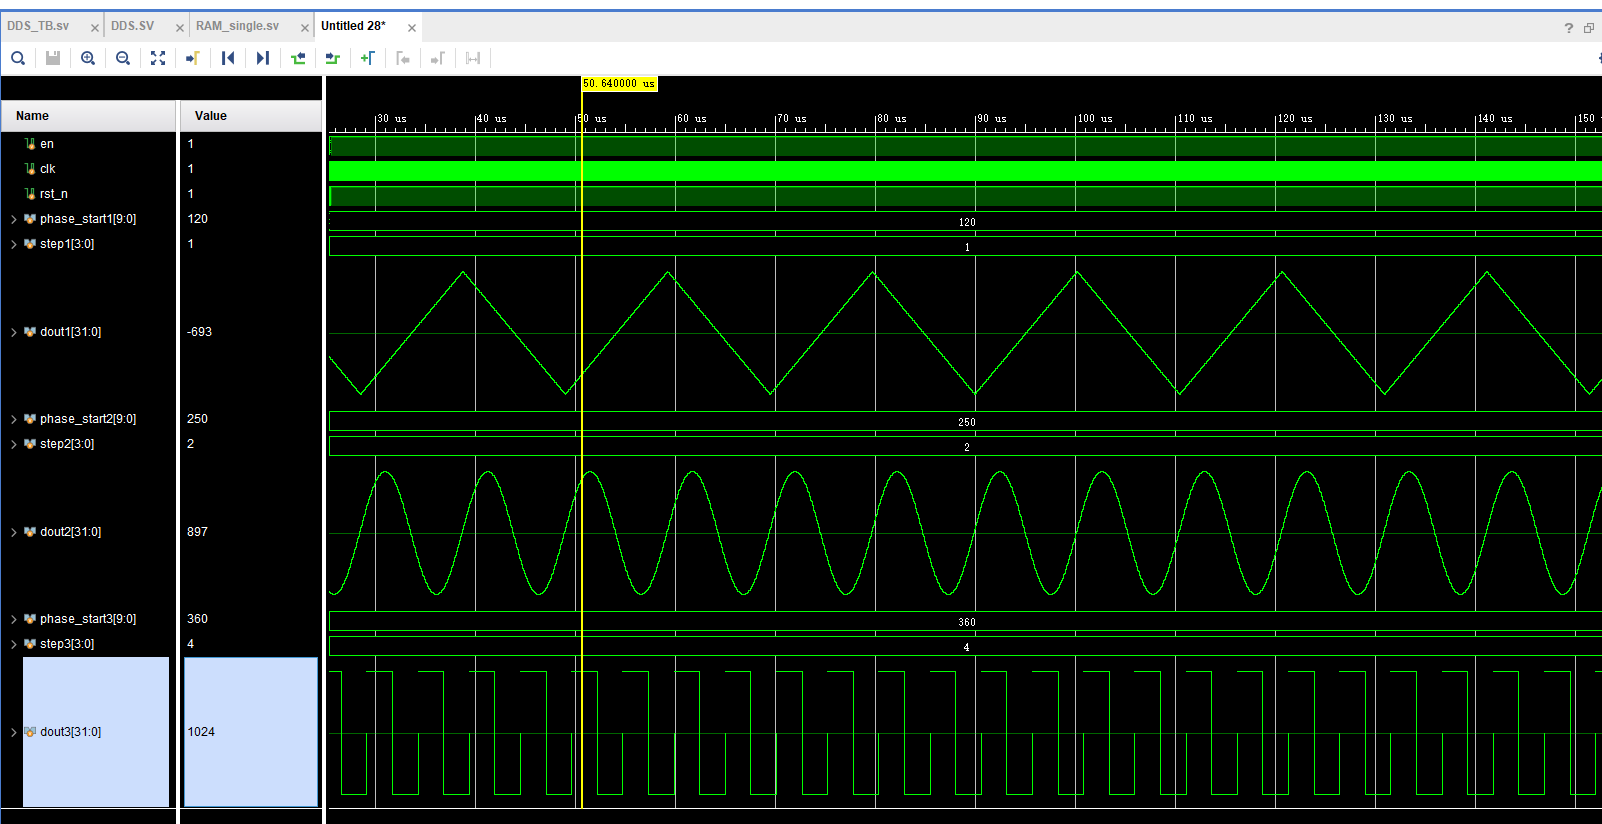 DDS_TB.sv × DDS.SV × RAM_single.sv × Untitled 28* ×
50.640000 us
Name Value
30 us 40 us 50 us 60 us 70 us 80 us 90 us 100 us 110 us 120 us 130 us 140 us 150
en 1
clk 1
rst_n 1
phase_start1[9:0] 120 120
step1[3:0] 1 1
dout1[31:0] -693
phase_start2[9:0] 250 250
step2[3:0] 2 2
dout2[31:0] 897
phase_start3[9:0] 360 360
step3[3:0] 4 4
dout3[31:0] 1024